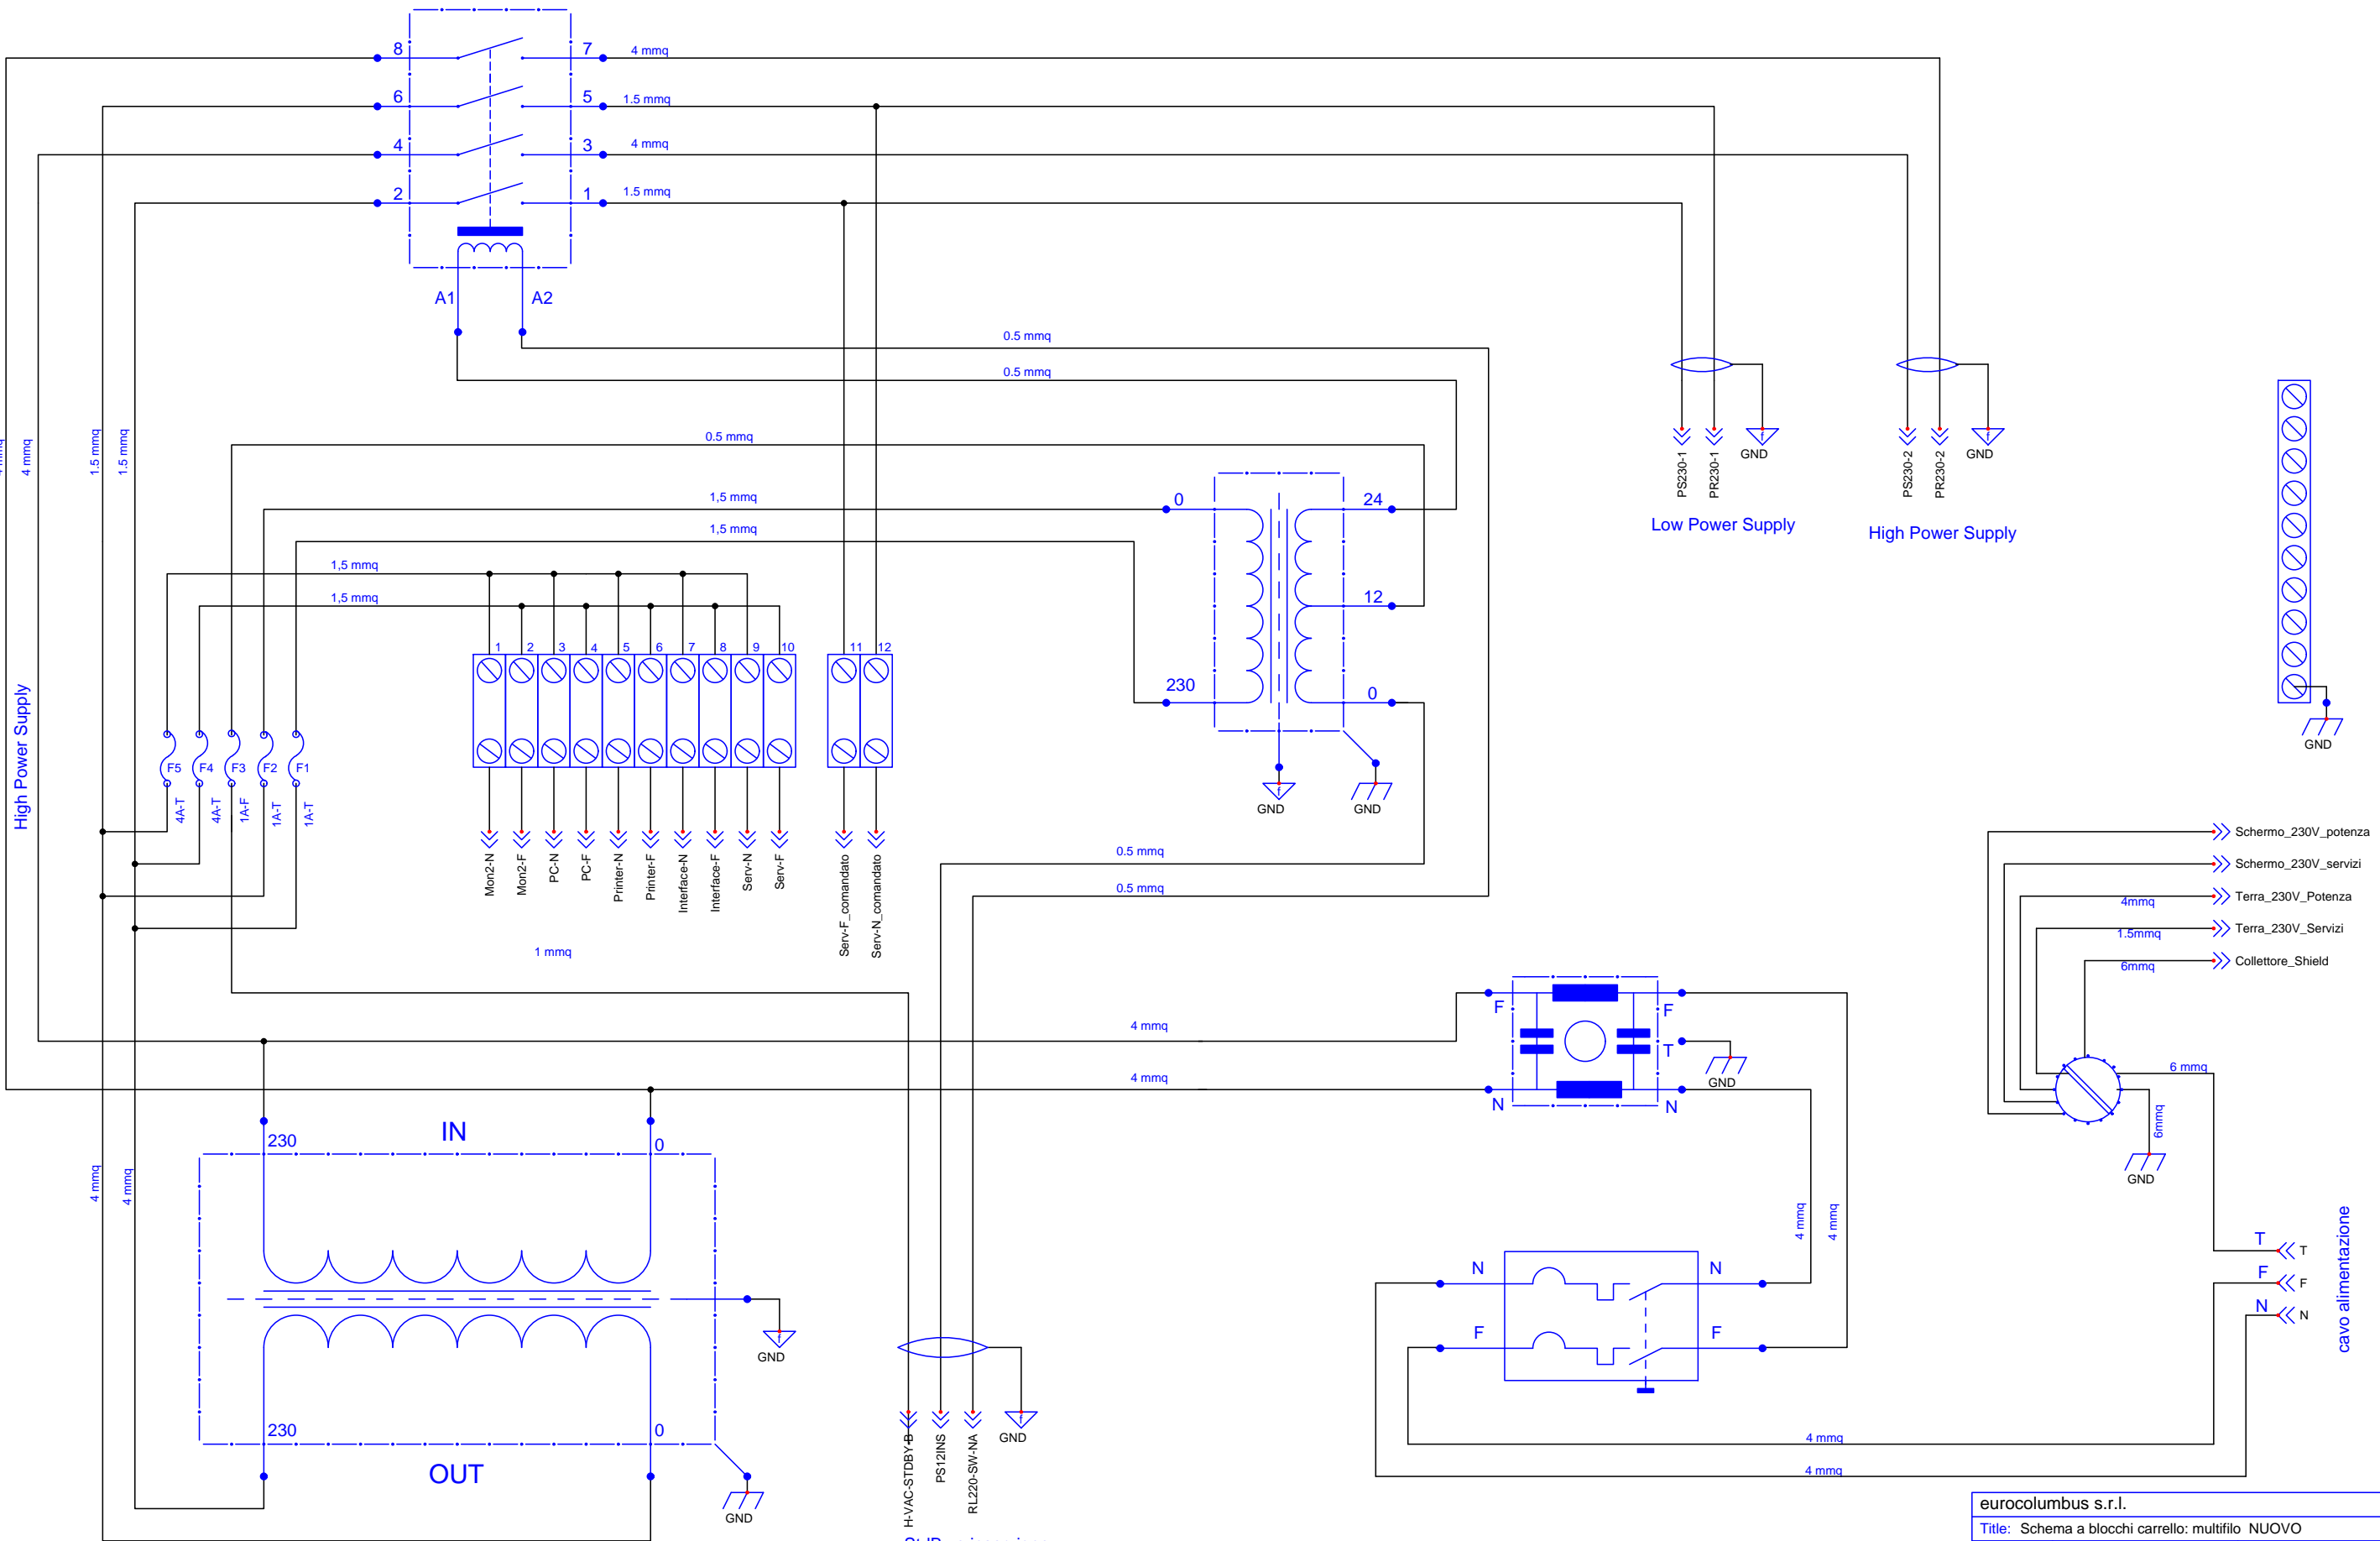 8
7
4 mmq
6
5
1.5 mmq
4
3
4 mmq
2
1
1.5 mmq
A1
A2
0.5 mmq
0.5 mmq
0.5 mmq
1,5 mmq
1,5 mmq
1,5 mmq
1,5 mmq
4 mmq
4 mmq
1.5 mmq
1.5 mmq
High Power Supply
0
24
12
230
0
GND
GND
PS230-1
PR230-1
GND
Low Power Supply
PS230-2
PR230-2
GND
High Power Supply
GND
F5
F4
F3
F2
F1
4A-T
4A-T
1A-F
1A-T
1A-T
1
2
3
4
5
6
7
8
9
10
11
12
Mon2-N
Mon2-F
PC-N
PC-F
Printer-N
Printer-F
Interface-N
Interface-F
Serv-N
Serv-F
Serv-F_comandato
Serv-N_comandato
1 mmq
0.5 mmq
0.5 mmq
Schermo_230V_potenza
Schermo_230V_servizi
Terra_230V_Potenza
4mmq
Terra_230V_Servizi
1.5mmq
Collettore_Shield
6mmq
6 mmq
6mmq
GND
4 mmq
4 mmq
F
F
T
N
N
GND
4 mmq
4 mmq
IN
230
0
4 mmq
4 mmq
GND
230
0
OUT
GND
H-VAC-STDBY-B
PS12INS
RL220-SW-NA
GND
N
N
F
F
4 mmq
4 mmq
T
T
F
F
N
N
cavo alimentazione
eurocolumbus s.r.l.
Title: Schema a blocchi carrello: multifilo NUOVO